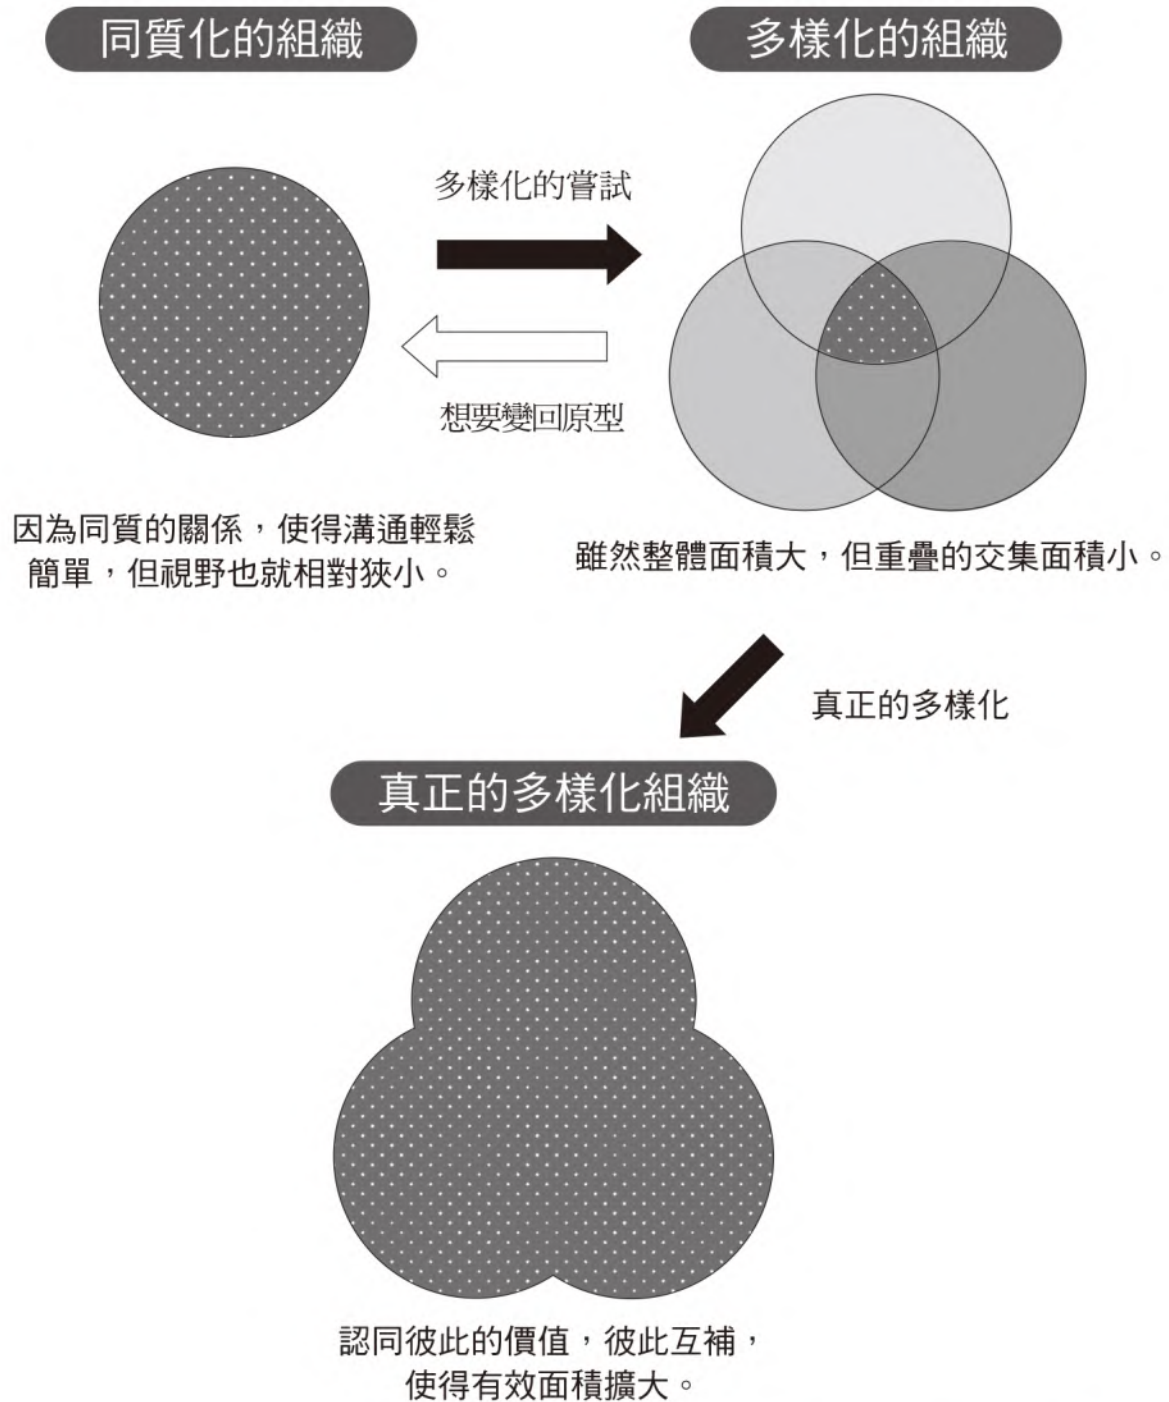 同質化的組織
多樣化的組織
多樣化的嘗試
想要變回原型
因為同質的關係，使得溝通輕鬆
簡單，但視野也就相對狹小。
雖然整體面積大，但重疊的交集面積小。
真正的多樣化
真正的多樣化組織
認同彼此的價值，彼此互補，
使得有效面積擴大。